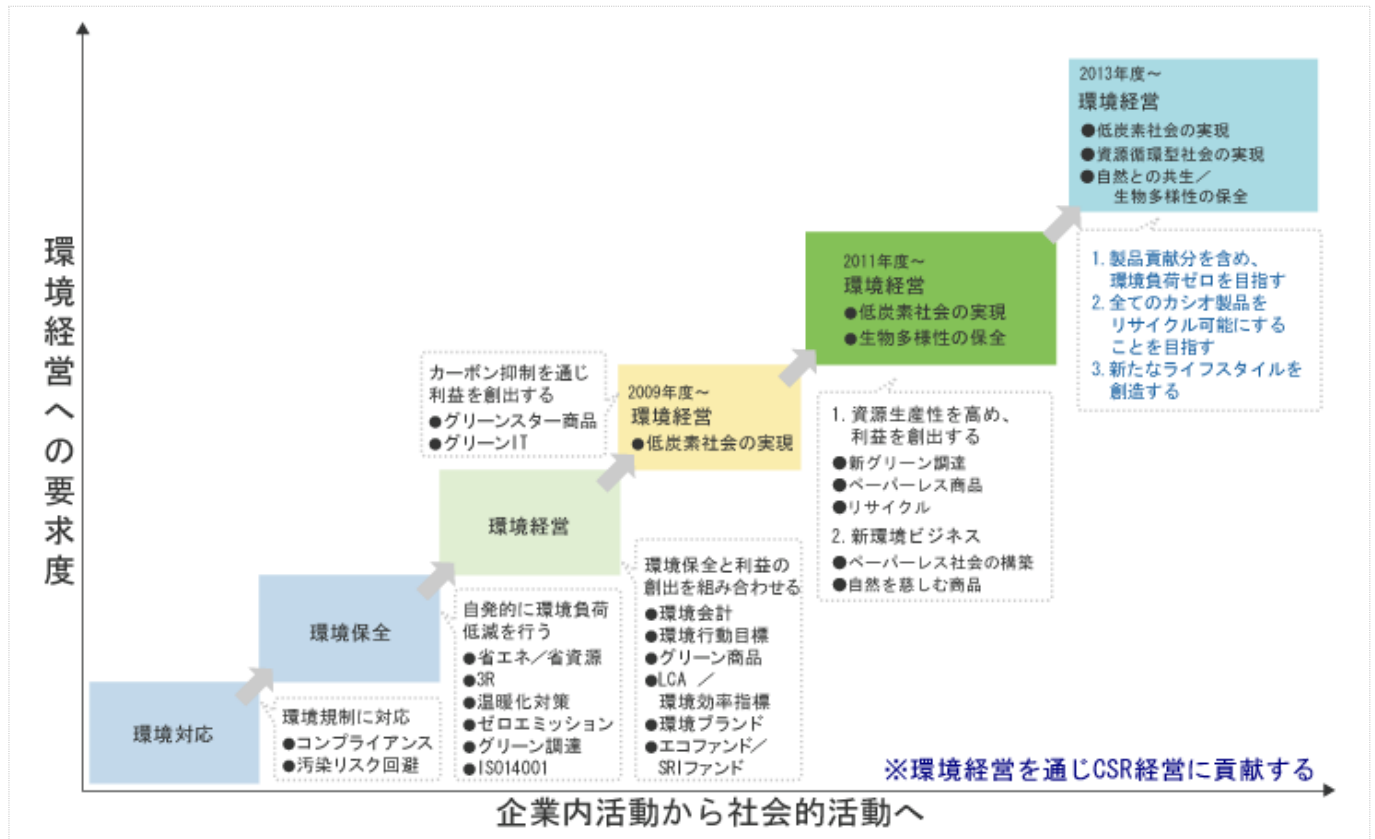 環境経営への要求度
2013年度～
環境経営
●低炭素社会の実現
●資源循環型社会の実現
●自然との共生／
生物多様性の保全
1. 製品貢献分を含め、
環境負荷ゼロを目指す
2. 全てのカシオ製品を
リサイクル可能にする
ことを目指す
3. 新たなライフスタイルを
創造する
2011年度～
環境経営
●低炭素社会の実現
●生物多様性の保全
1. 資源生産性を高め、
利益を創出する
●新グリーン調達
●ペーパーレス商品
●リサイクル
2. 新環境ビジネス
●ペーパーレス社会の構築
●自然を慈しむ商品
カーボン抑制を通じ
利益を創出する
●グリーンスター商品
●グリーンIT
2009年度～
環境経営
●低炭素社会の実現
環境経営
環境保全と利益の
創出を組み合わせる
●環境会計
●環境行動目標
●グリーン商品
●LCA ／
環境効率指標
●環境ブランド
●エコファンド／
SRIファンド
環境保全
自発的に環境負荷
低減を行う
●省エネ／省資源
●3R
●温暖化対策
●ゼロエミッション
●グリーン調達
●ISO14001
環境対応
環境規制に対応
●コンプライアンス
●汚染リスク回避
※環境経営を通じCSR経営に貢献する
企業内活動から社会的活動へ